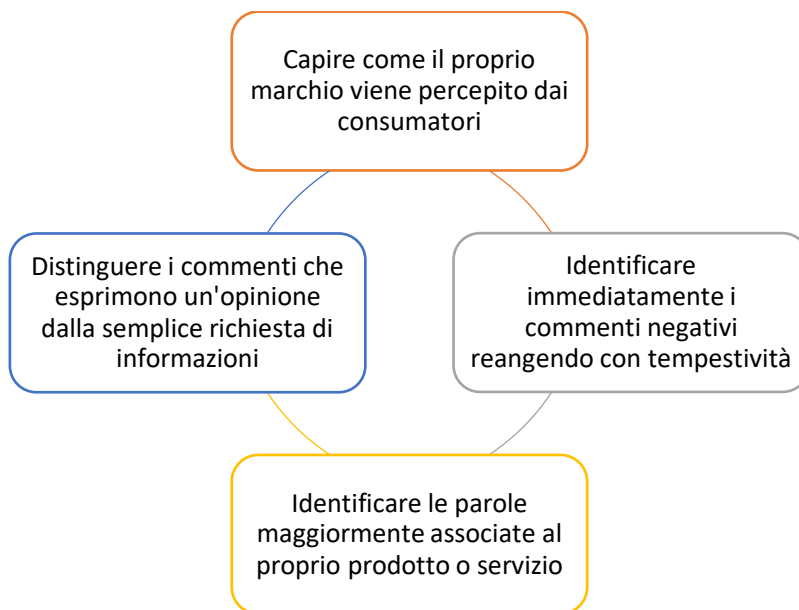 Capire come il proprio
marchio viene percepito dai
consumatori
Distinguere i commenti che
esprimono un'opinione
dalla semplice richiesta di
informazioni
Identificare
immediatamente i
commenti negativi
reangendo con tempestività
Identificare le parole
maggiormente associate al
proprio prodotto o servizio